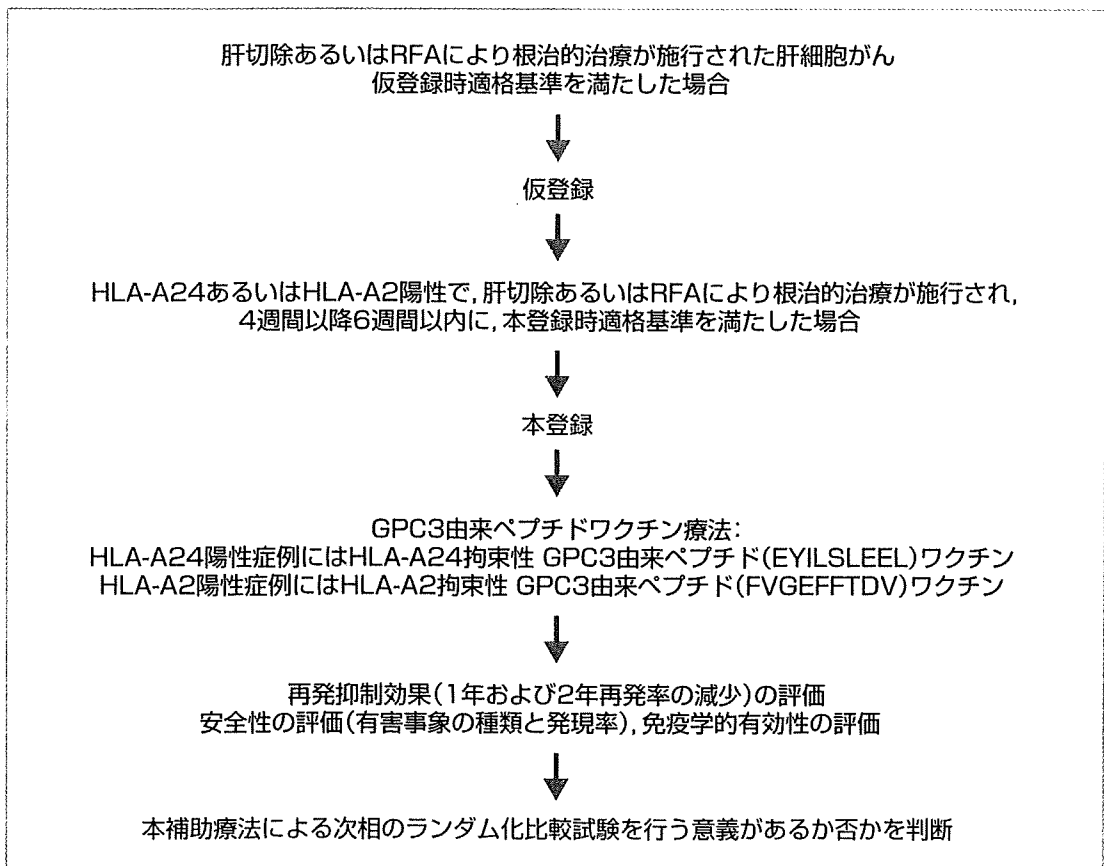 肝切除あるいはRFAにより根治的治療が施行された肝細胞がん
仮登録時適格基準を満たした場合
仮登録
HLA-A24あるいはHLA-A2陽性で,肝切除あるいはRFAにより根治的治療が施行され,
4週間以降6週間以内に,本登録時適格基準を満たした場合
本登録
GPC3由来ペプチドワクチン療法:
HLA-A24陽性症例にはHLA-A24拘束性 GPC3由来ペプチド(EYILSLEEL)ワクチン
HLA-A2陽性症例にはHLA-A2拘束性 GPC3由来ペプチド(FVGEFFTDV)ワクチン
再発抑制効果(1年および2年再発率の減少)の評価
安全性の評価(有害事象の種類と発現率),免疫学的有効性の評価
本補助療法による次相のランダム化比較試験を行う意義があるか否かを判断